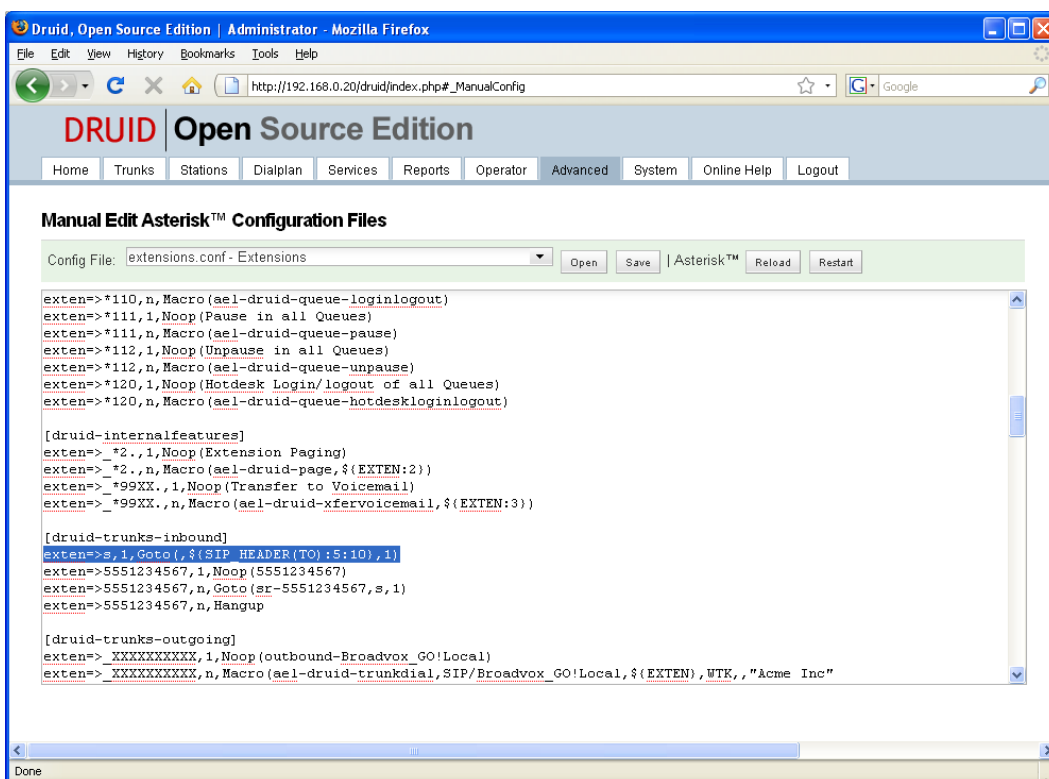 Druid, Open Source Edition | Administrator - Mozilla Firefox
File Edit View History Bookmarks Tools Help
http://192.168.0.20/druid/index.php#_ManualConfig G Google
DRUID Open Source Edition
Home Trunks Stations Dialplan Services Reports Operator Advanced System Online Help Logout
Manual Edit Asterisk™ Configuration Files
Config File: extensions.conf - Extensions Open Save | Asterisk™ Reload Restart
exten=>*110,n,Macro(ael-druid-queue-loginlogout)
exten=>*111,1,Noop(Pause in all Queues)
exten=>*111,n,Macro(ael-druid-queue-pause)
exten=>*112,1,Noop(Unpause in all Queues)
exten=>*112,n,Macro(ael-druid-queue-unpause)
exten=>*120,1,Noop(Hotdesk Login/logout of all Queues)
exten=>*120,n,Macro(ael-druid-queue-hotdeskloginlogout)
[druid-internalfeatures]
exten=>_*2.,1,Noop(Extension Paging)
exten=>_*2.,n,Macro(ael-druid-page,${EXTEN:2})
exten=>_*99XX.,1,Noop(Transfer to Voicemail)
exten=>_*99XX.,n,Macro(ael-druid-xfervoicemail,${EXTEN:3})
[druid-trunks-inbound]
exten=>s,1,Goto(,${SIP_HEADER(TO):5:10},1)
exten=>5551234567,1,Noop(5551234567)
exten=>5551234567,n,Goto(sr-5551234567,s,1)
exten=>5551234567,n,Hangup
[druid-trunks-outgoing]
exten=>_XXXXXXXXXX,1,Noop(outbound-Broadvox_GO!Local)
exten=>_XXXXXXXXXX,n,Macro(ael-druid-trunkdial,SIP/Broadvox_GO!Local,${EXTEN},WTK,,"Acme Inc"
Done